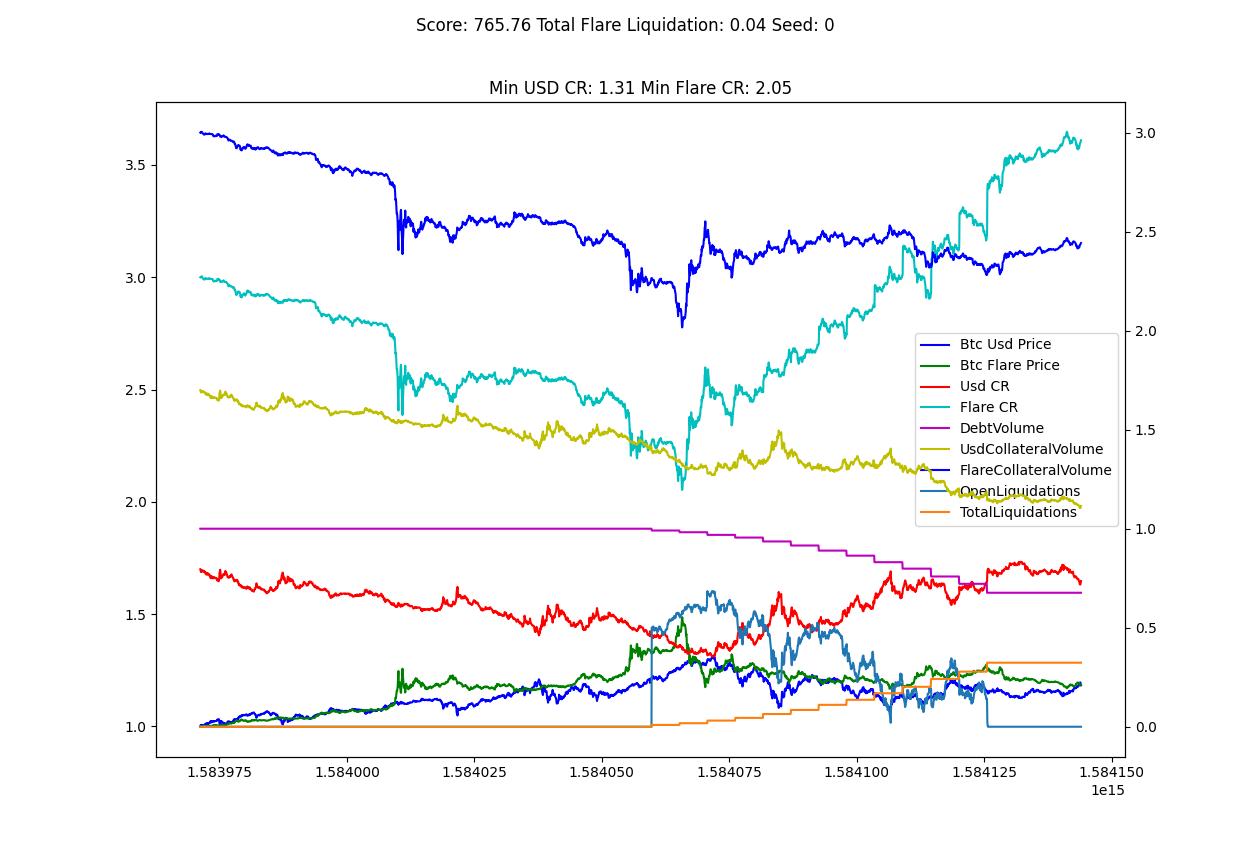 Score: 765.76 Total Flare Liquidation: 0.04 Seed: 0
Min USD CR: 1.31 Min Flare CR: 2.05
3.5
3.0
2.5
2.0
1.5
1.0
3.0
2.5
2.0
1.5
1.0
0.5
0.0
Btc Usd Price
Btc Flare Price
Usd CR
Flare CR
DebtVolume
UsdCollateralVolume
FlareCollateralVolume
OpenLiquidations
TotalLiquidations
1.583975 1.584000 1.584025 1.584050 1.584075 1.584100 1.584125 1.584150
1e15